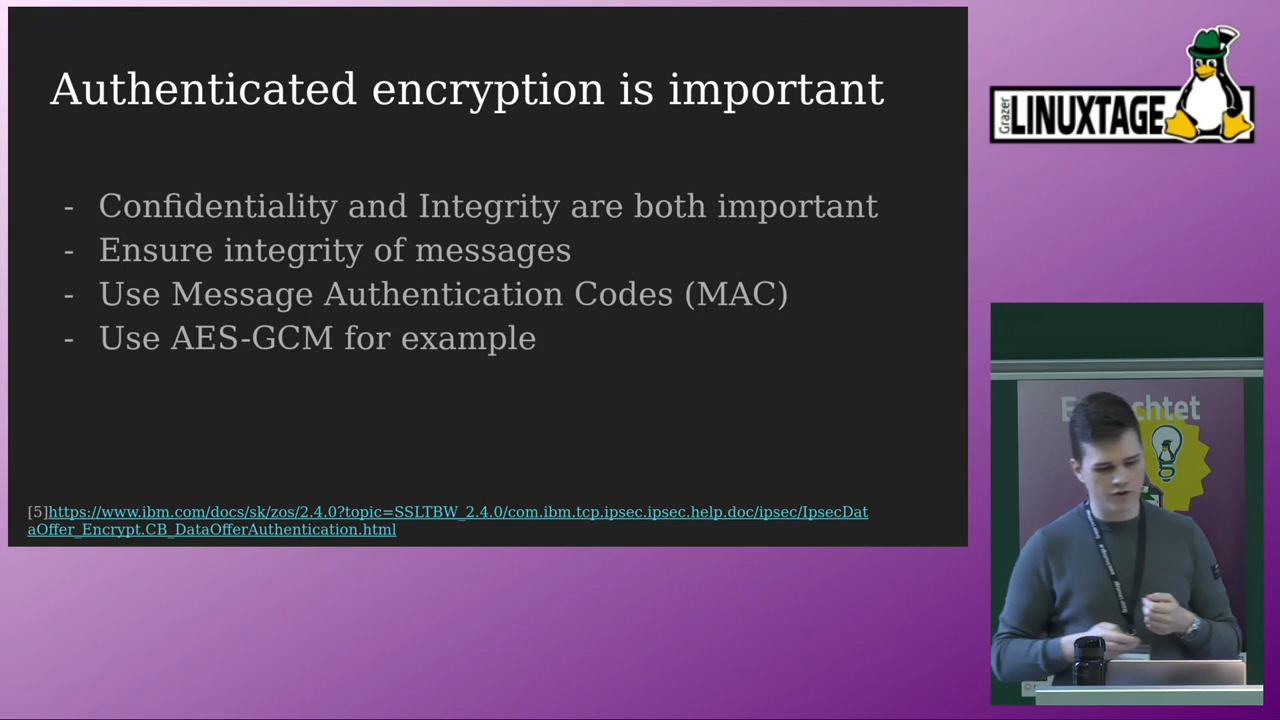 Authenticated encryption is important
- Confidentiality and Integrity are both important
- Ensure integrity of messages
- Use Message Authentication Codes (MAC)
- Use AES-GCM for example
[5]https://www.ibm.com/docs/sk/zos/2.4.0?topic=SSLTBW_2.4.0/com.ibm.tcp.ipsec.ipsec.help.doc/ipsec/IpsecDat
aOffer_Encrypt.CB_DataOfferAuthentication.html
Grazer
LINUXTAGE